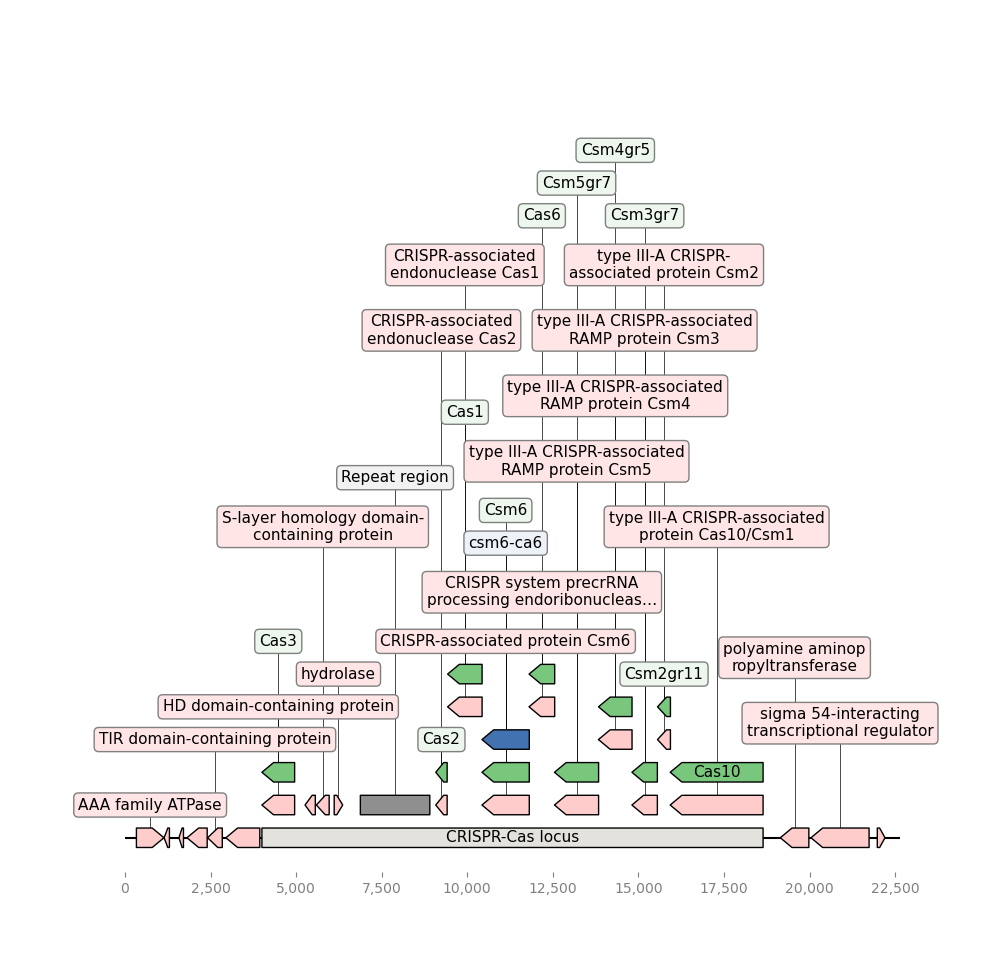 Csm4gr5
Csm5gr7
Cas6
Csm3gr7
CRISPR-associated
endonuclease Cas1
type III-A CRISPR-
associated protein Csm2
CRISPR-associated
endonuclease Cas2
type III-A CRISPR-associated
RAMP protein Csm3
type III-A CRISPR-associated
RAMP protein Csm4
Cas1
type III-A CRISPR-associated
RAMP protein Csm5
Repeat region
Csm6
S-layer homology domain-
containing protein
type III-A CRISPR-associated
protein Cas10/Csm1
csm6-ca6
CRISPR system precrRNA
processing endoribonucleas…
Cas3
CRISPR-associated protein Csm6
polyamine aminop
ropyltransferase
hydrolase
Csm2gr11
HD domain-containing protein
sigma 54-interacting
transcriptional regulator
TIR domain-containing protein
Cas2
Cas10
AAA family ATPase
CRISPR-Cas locus
0
2,500
5,000
7,500
10,000
12,500
15,000
17,500
20,000
22,500